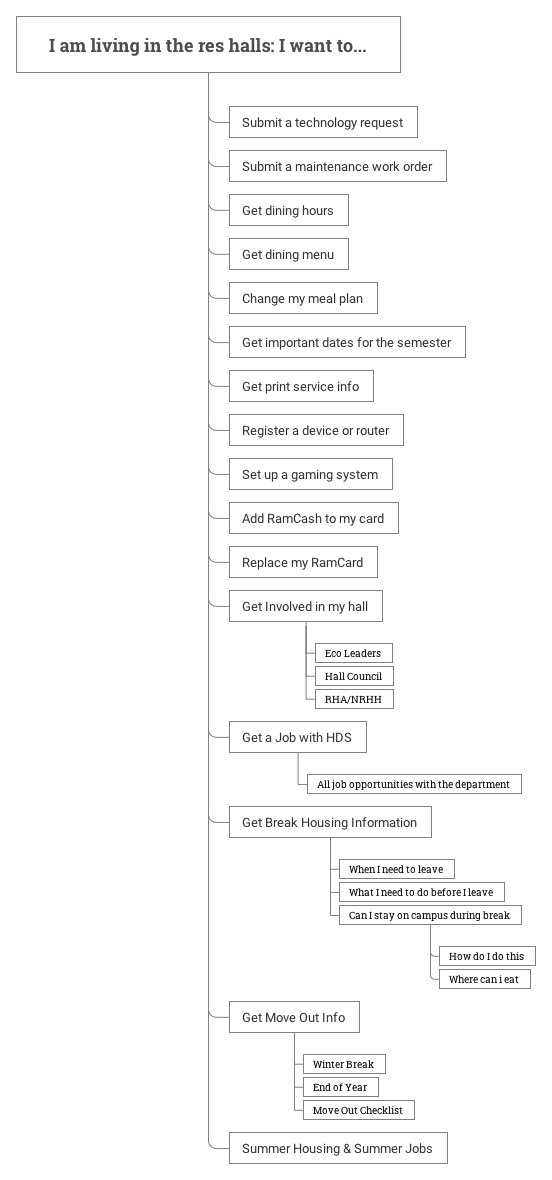 I am living in the res halls: I want to...
Submit a technology request
Submit a maintenance work order
Get dining hours
Get dining menu
Change my meal plan
Get important dates for the semester
Get print service info
Register a device or router
Set up a gaming system
Add RamCash to my card
Replace my RamCard
Get Involved in my hall
Eco Leaders
Hall Council
RHA/NRHH
Get a Job with HDS
All job opportunities with the department
Get Break Housing Information
When I need to leave
What I need to do before I leave
Can I stay on campus during break
How do I do this
Where can i eat
Get Move Out Info
Winter Break
End of Year
Move Out Checklist
Summer Housing & Summer Jobs